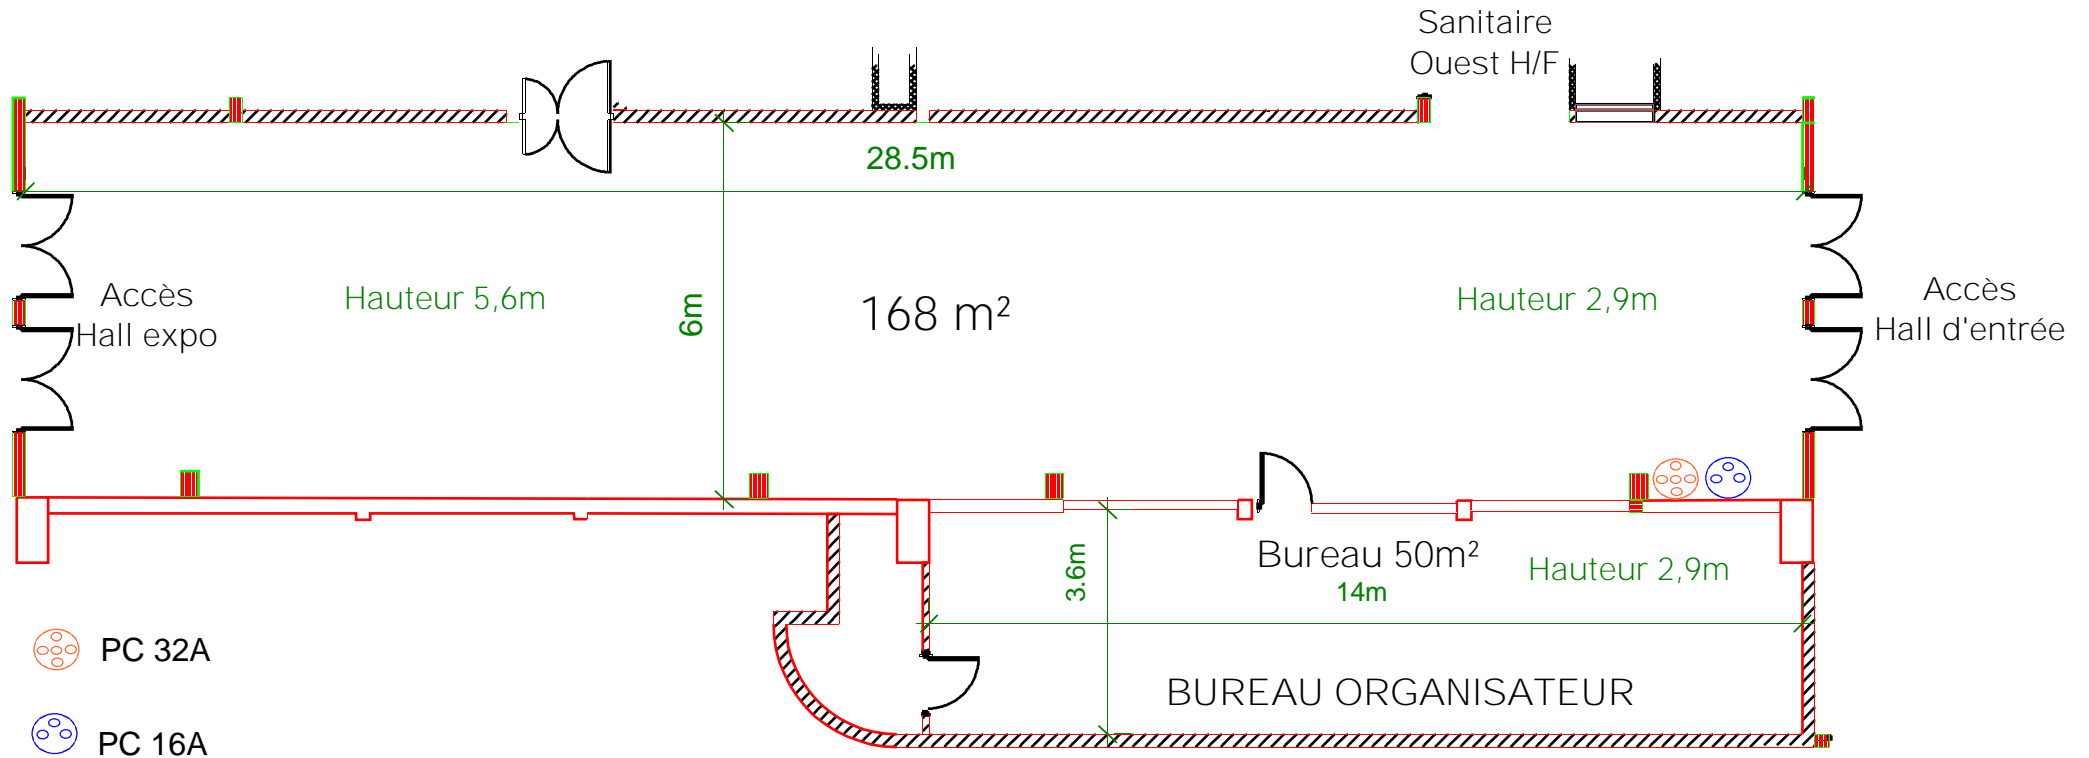 Sanitaire
Ouest H/F
28.5m
Accès
Hall expo
Hauteur 5,6m
6m
168 m²
Hauteur 2,9m
Accès
Hall d'entrée
3.6m
Bureau 50m²
14m
Hauteur 2,9m
BUREAU ORGANISATEUR
PC 32A
PC 16A